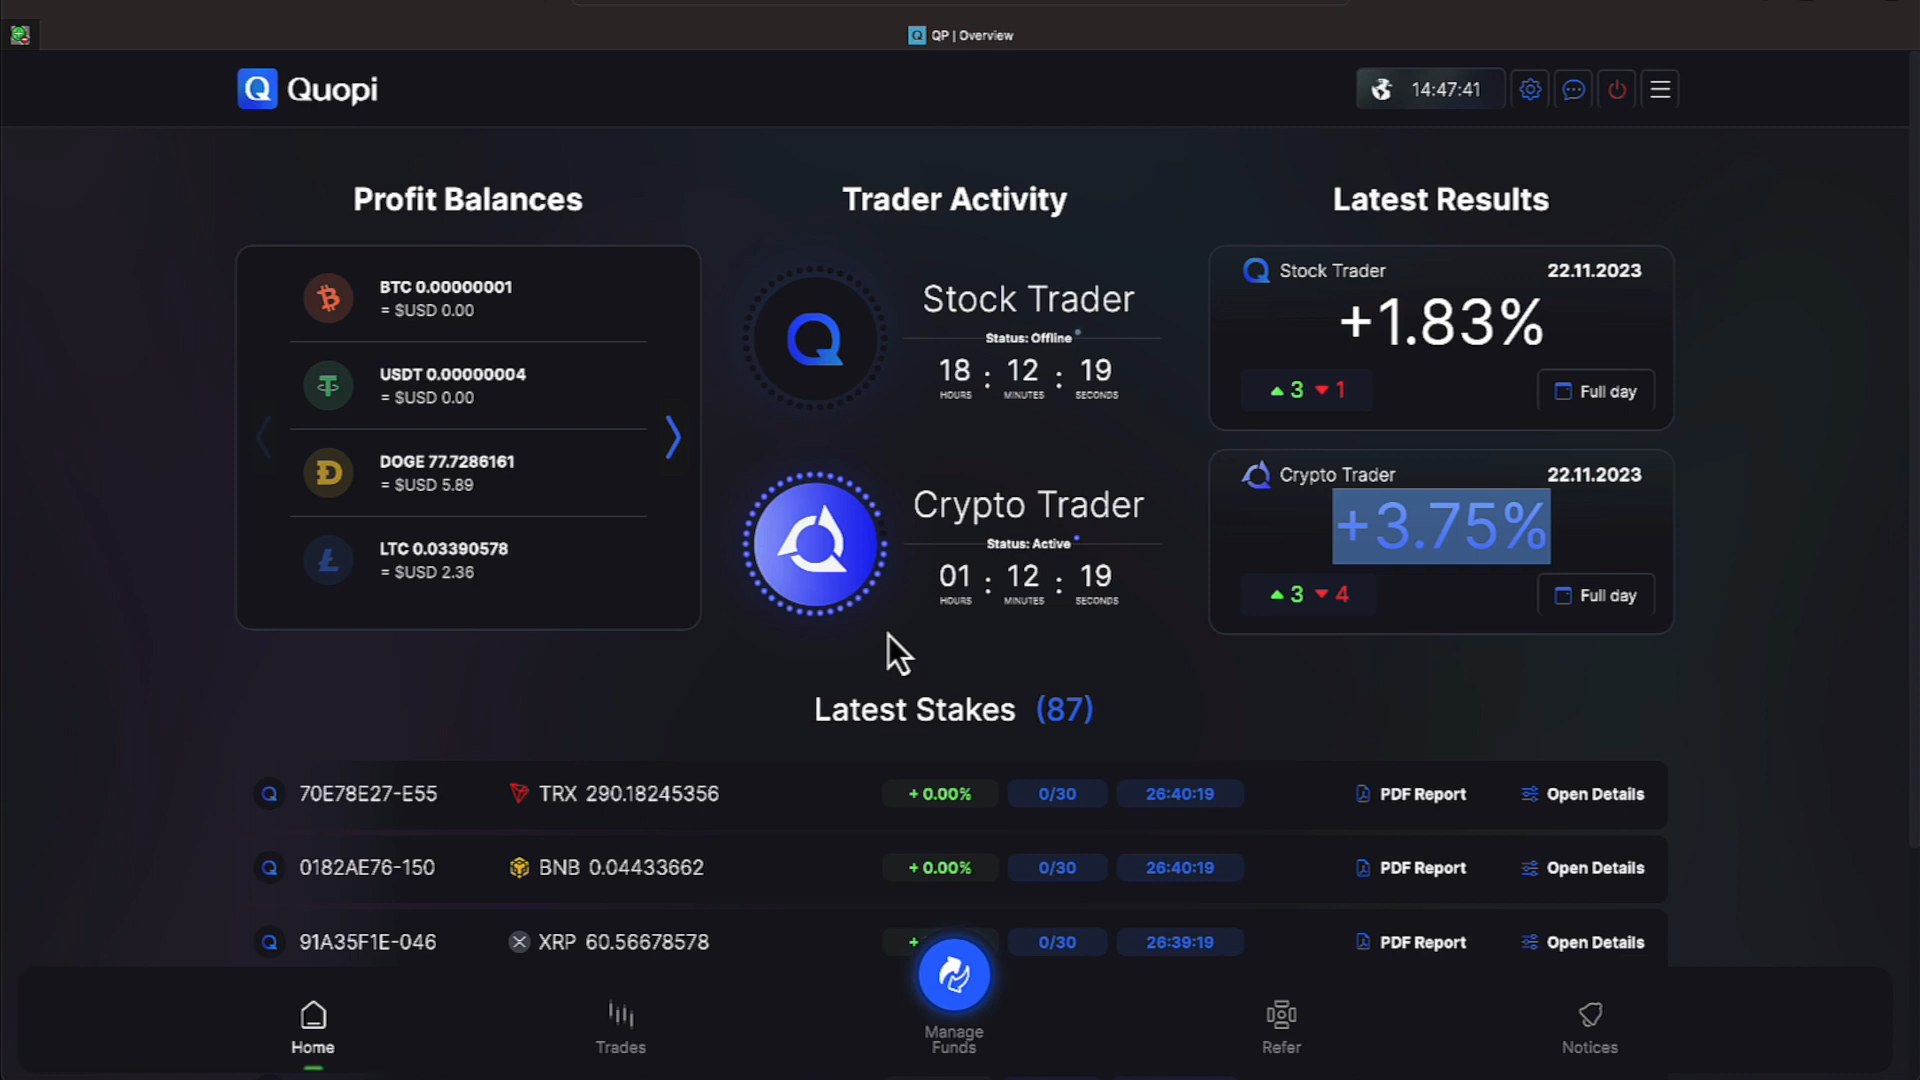 QP | Overview
Quopi
14:47:41
Profit Balances
Trader Activity
Latest Results
BTC 0.00000001
= $USD 0.00
USDT 0.00000004
= $USD 0.00
DOGE 77.7286161
= $USD 5.89
LTC 0.03390578
= $USD 2.36
Stock Trader
Status: Offline
18 : 12 : 19
HOURS MINUTES SECONDS
Crypto Trader
Status: Active
01 : 12 : 19
HOURS MINUTES SECONDS
Stock Trader 22.11.2023
+1.83%
3 1 Full day
Crypto Trader 22.11.2023
+3.75%
3 4 Full day
Latest Stakes (87)
70E78E27-E55 TRX 290.18245356 + 0.00% 0/30 26:40:19 PDF Report Open Details
0182AE76-150 BNB 0.04433662 + 0.00% 0/30 26:40:19 PDF Report Open Details
91A35F1E-046 XRP 60.56678578 + 0/30 26:39:19 PDF Report Open Details
Home
Trades
Manage
Funds
Refer
Notices